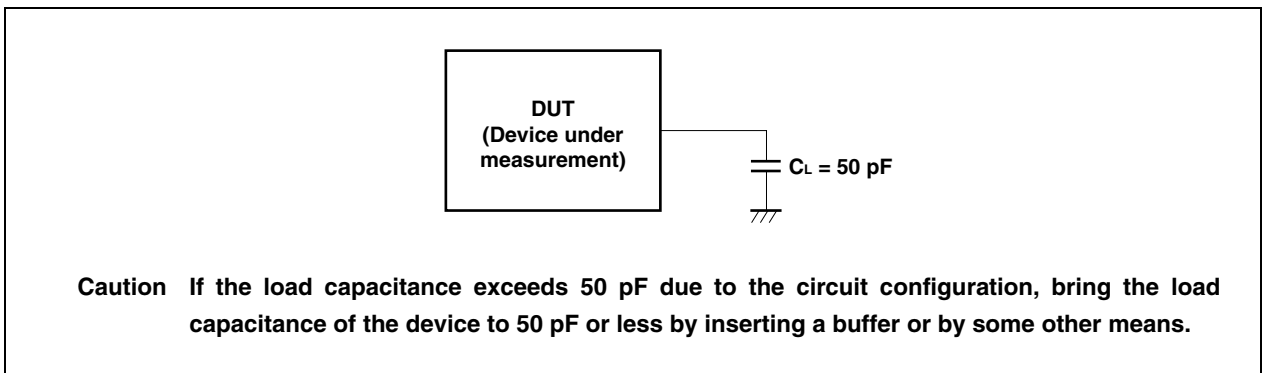 DUT
(Device under
measurement)
CL = 50 pF
Caution If the load capacitance exceeds 50 pF due to the circuit configuration, bring the load
capacitance of the device to 50 pF or less by inserting a buffer or by some other means.